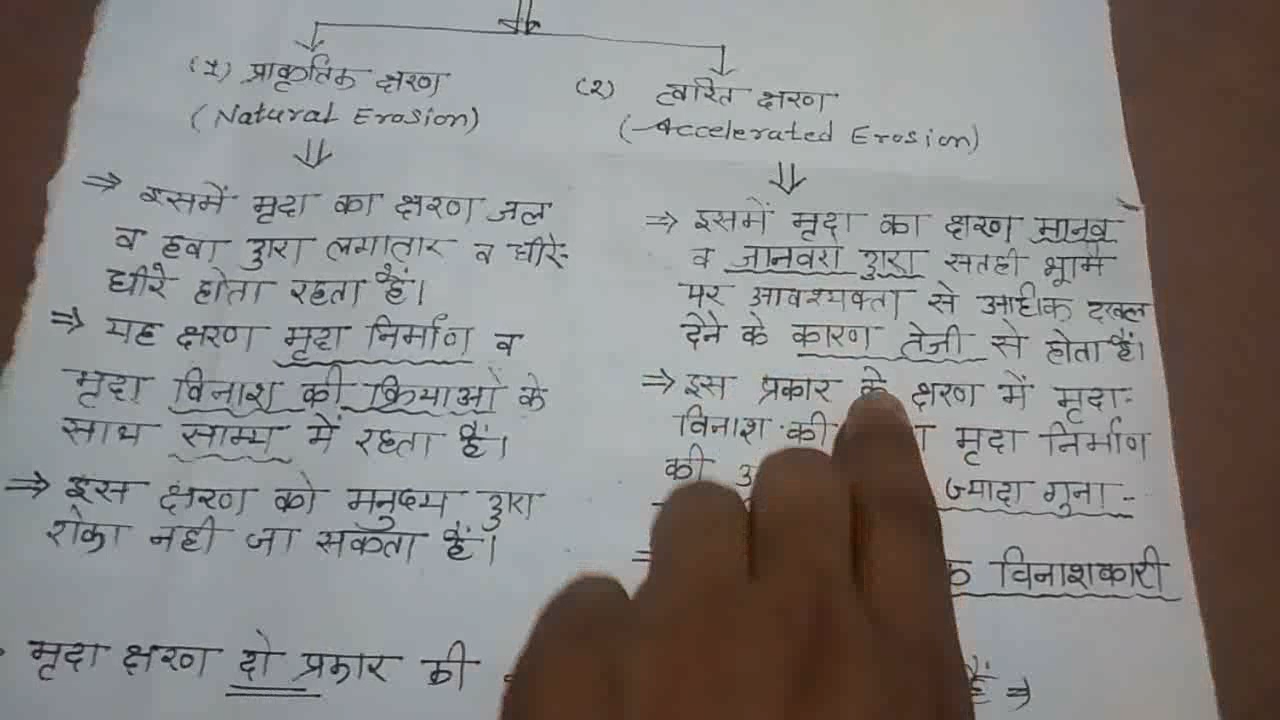 (1) प्राकृतिक क्षरण
(Natural Erosion)
⇒ इसमें मृदा का क्षरण जल
व हवा द्वारा लगातार व धीरे-
धीरे होता रहता हैं।
⇒ यह क्षरण मृदा निर्माण व
मृदा विनाश की क्रियाओं के
साथ साम्य में रहता हैं।
⇒ इस क्षरण को मनुष्य द्वारा
रोका नही जा सकता हैं।
(२) त्वरित क्षरण
(Accelerated Erosion)
⇒ इसमें मृदा का क्षरण मानव
व जानवरो द्वारा सतही भूमि
पर आवश्यकता से अधिक दखल
देने के कारण तेजी से होता हैं।
⇒ इस प्रकार के क्षरण में मृदा-
विनाश की मृदा निर्माण
की ज्यादा गुना-
विनाशकारी
मृदा क्षरण दो प्रकार की हैं ⇒